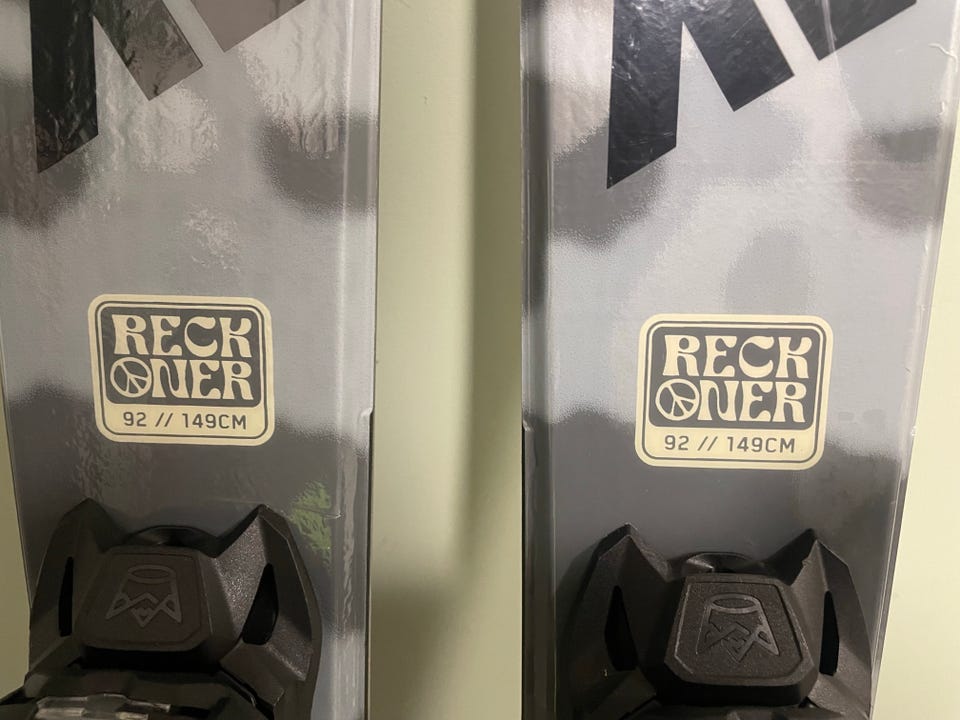 RECK
ONER
92 // 149CM
RECK
ONER
92 // 149CM